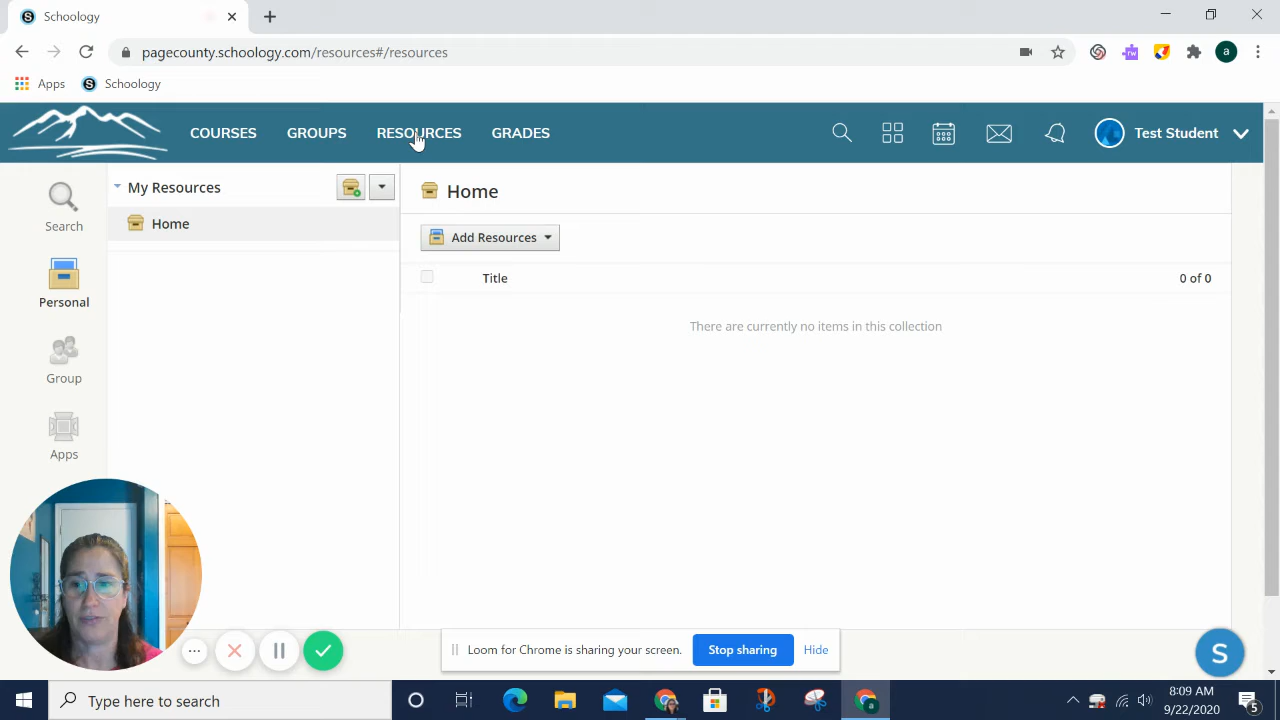 Schoology
pagecounty.schoology.com/resources#/resources
rw
a
Apps
Schoology
COURSES
GROUPS
RESOURCES
GRADES
Test Student
Search
Personal
Group
Apps
My Resources
Home
Home
Add Resources
Title
0 of 0
There are currently no items in this collection
Loom for Chrome is sharing your screen.
Stop sharing
Hide
S
Type here to search
a
8:09 AM
9/22/2020
5